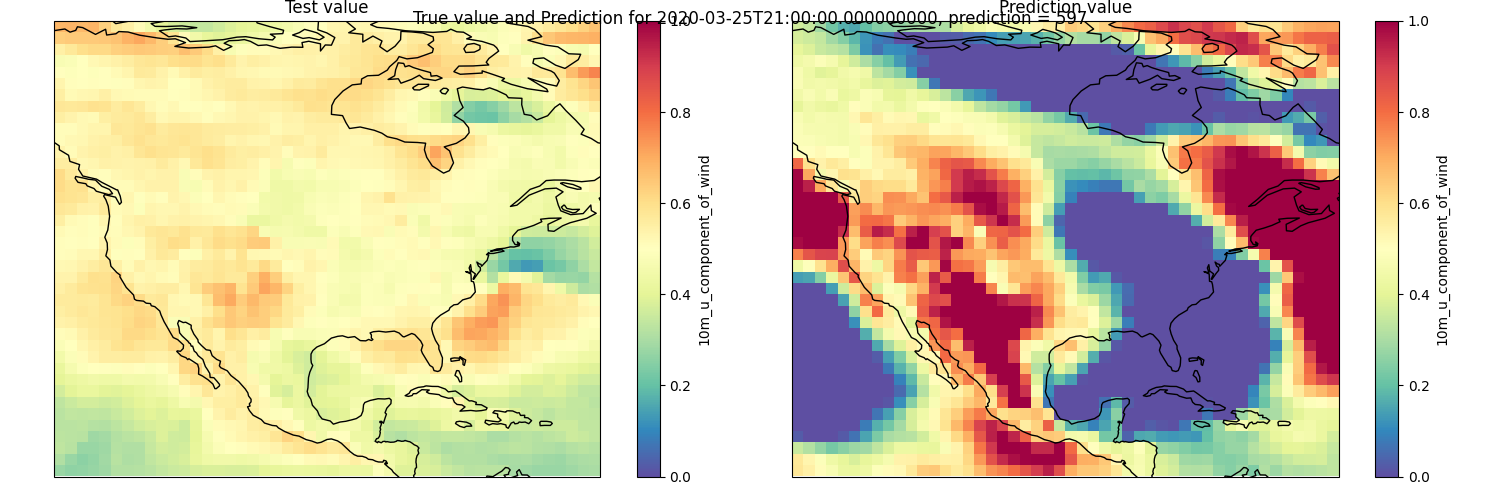 Test value
True value and Prediction for 2020-03-25T21:00:00.000000000, prediction = 597
Prediction value
1.0
0.8
0.6
0.4
0.2
0.0
10m_u_component_of_wind
1.0
0.8
0.6
0.4
0.2
0.0
10m_u_component_of_wind